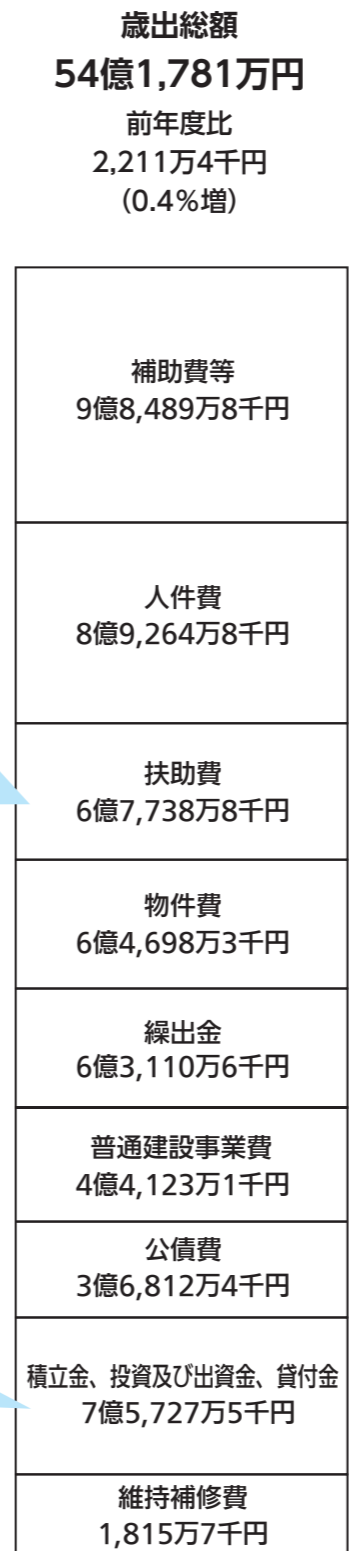 歳出総額
54億1,781万円
前年度比
2,211万4千円
(0.4%増)
補助費等
9億8,489万8千円
人件費
8億9,264万8千円
扶助費
6億7,738万8千円
物件費
6億4,698万3千円
繰出金
6億3,110万6千円
普通建設事業費
4億4,123万1千円
公債費
3億6,812万4千円
積立金、投資及び出資金、貸付金
7億5,727万5千円
維持補修費
1,815万7千円